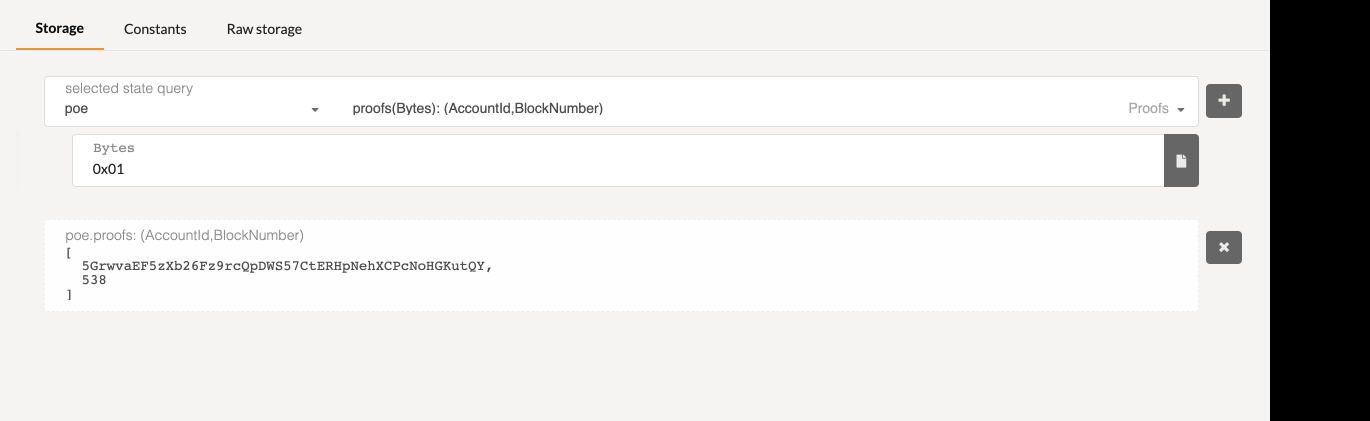 Storage Constants Raw storage
selected state query
poe proofs(Bytes): (AccountId,BlockNumber) Proofs
Bytes
0x01
poe.proofs: (AccountId,BlockNumber)
[
5GrwvaEF5zXb26Fz9rcQpDWS57CtERHpNehXCPcNoHGKutQY,
538
]